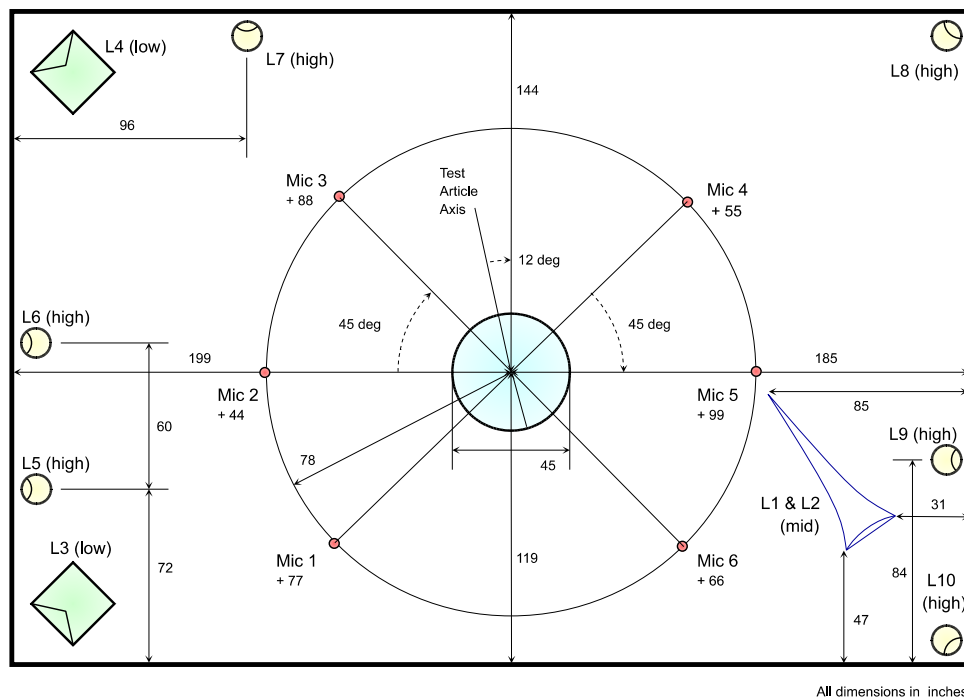 L4 (low)
L7 (high)
L8 (high)
144
96
Mic 3
+ 88
Test
Article
Axis
Mic 4
+ 55
12 deg
L6 (high)
45 deg
45 deg
199
185
Mic 2
+ 44
Mic 5
+ 99
85
60
L9 (high)
78
45
L5 (high)
L1 & L2
(mid)
31
L3 (low)
Mic 1
+ 77
119
Mic 6
+ 66
72
84
L10
(high)
47
All dimensions in inches